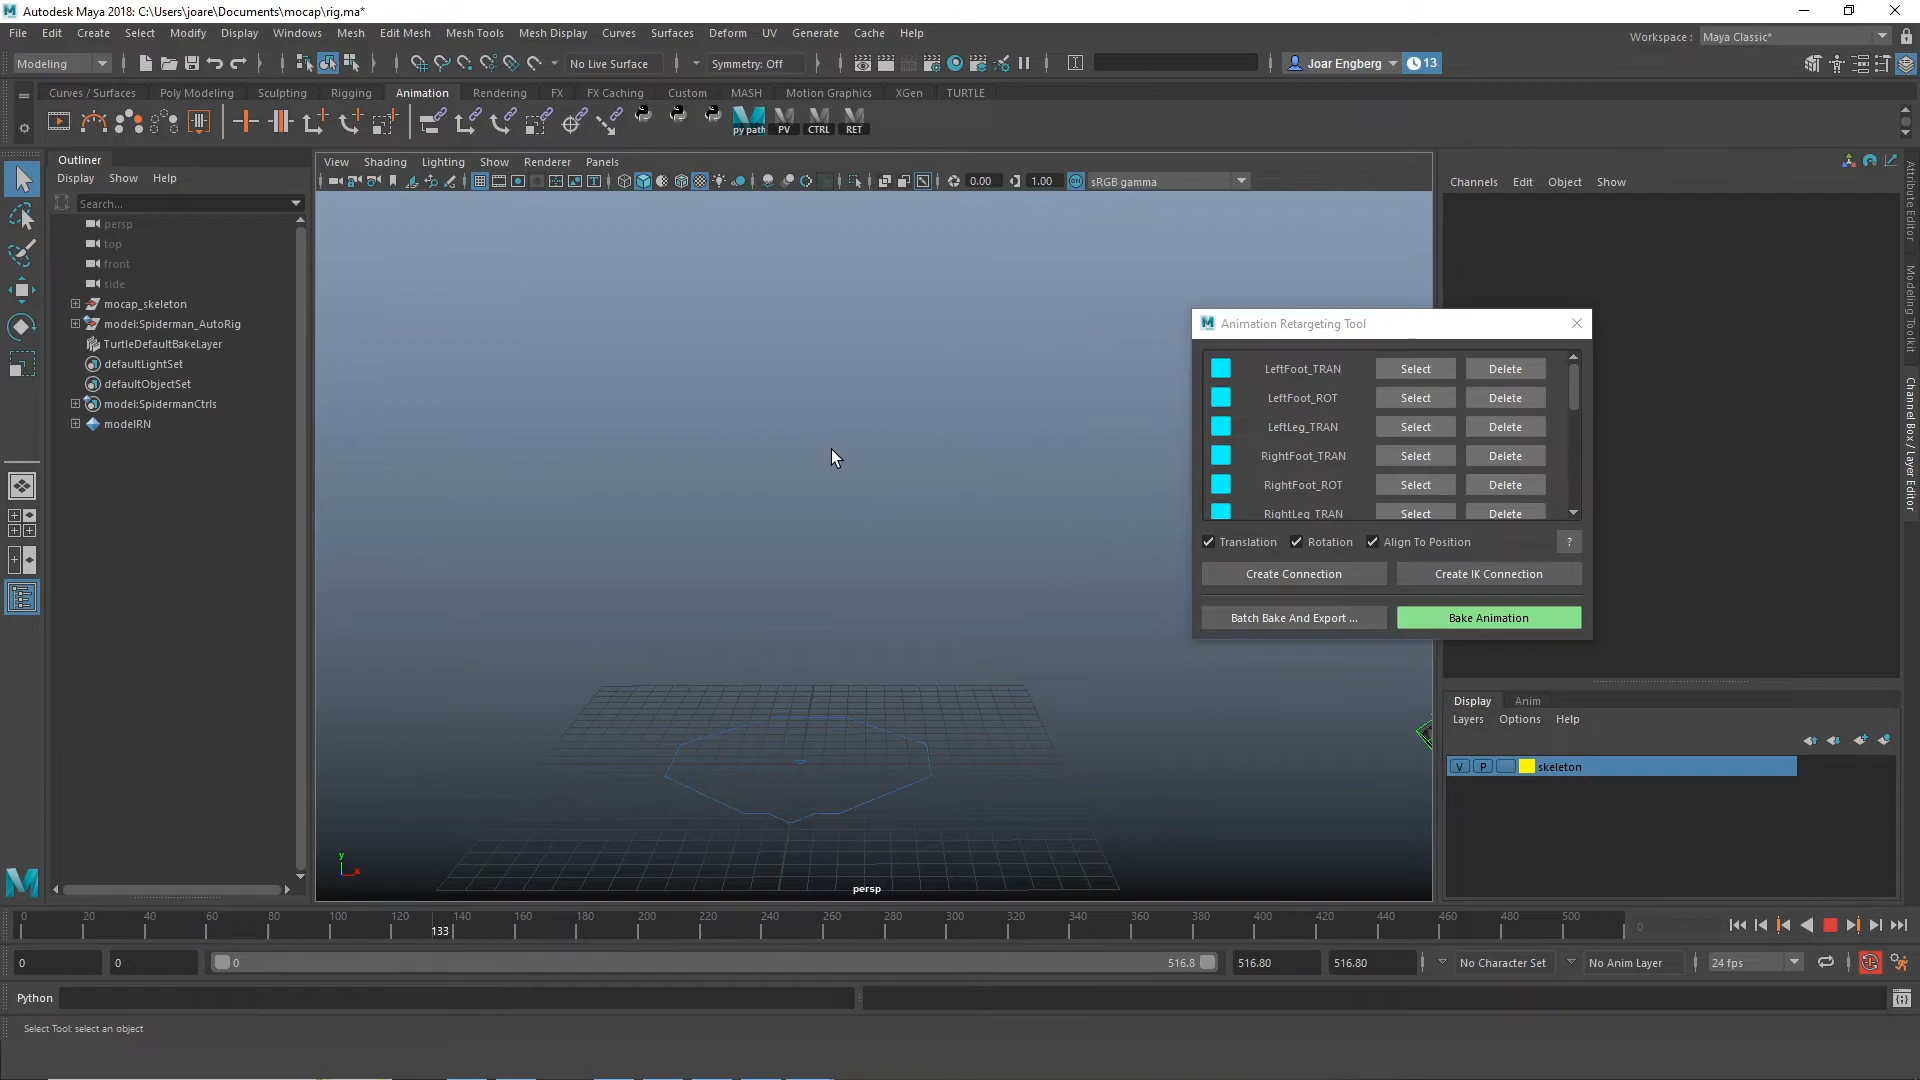 Autodesk Maya 2018: C:\Users\joare\Documents\mocap\rig.ma*
File Edit Create Select Modify Display Windows Mesh Edit Mesh Mesh Tools Mesh Display Curves Surfaces Deform UV Generate Cache Help
Workspace : Maya Classic*
Modeling No Live Surface Symmetry: Off Joar Engberg 13
Curves / Surfaces Poly Modeling Sculpting Rigging Animation Rendering FX FX Caching Custom MASH Motion Graphics XGen TURTLE
py path PV CTRL RET
Outliner
Display Show Help
Search...
persp
top
front
side
mocap_skeleton
model:Spiderman_AutoRig
TurtleDefaultBakeLayer
defaultLightSet
defaultObjectSet
model:SpidermanCtrls
modelRN
View Shading Lighting Show Renderer Panels
0.00 1.00 ON sRGB gamma
y
x
persp
Animation Retargeting Tool
LeftFoot_TRAN Select Delete
LeftFoot_ROT Select Delete
LeftLeg_TRAN Select Delete
RightFoot_TRAN Select Delete
RightFoot_ROT Select Delete
RightLeg_TRAN Select Delete
Translation Rotation Align To Position ?
Create Connection Create IK Connection
Batch Bake And Export ... Bake Animation
Channels Edit Object Show
Attribute Editor
Modeling Toolkit
Channel Box / Layer Editor
Display Anim
Layers Options Help
V P skeleton
0 20 40 60 80 100 120 140 160 180 200 220 240 260 280 300 320 340 360 380 400 420 440 460 480 500
133
0
0 0 0 516.8 516.80 516.80 No Character Set No Anim Layer 24 fps
Python
Select Tool: select an object